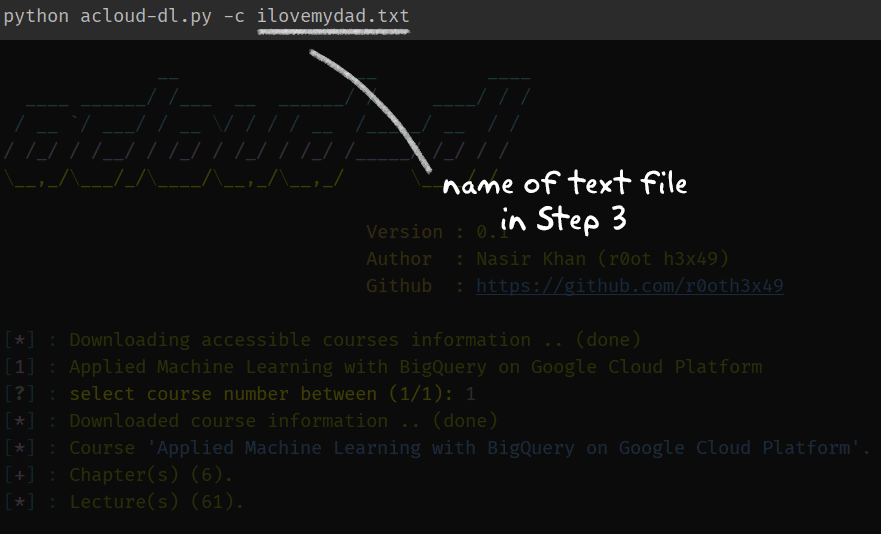 python acloud-dl.py -c ilovemydad.txt
name of text file
in Step 3
Version : 0.1
Author  : Nasir Khan (r0ot h3x49)
Github  : https://github.com/r0oth3x49
[*] : Downloading accessible courses information .. (done)
[1] : Applied Machine Learning with BigQuery on Google Cloud Platform
[?] : select course number between (1/1): 1
[*] : Downloaded course information .. (done)
[*] : Course 'Applied Machine Learning with BigQuery on Google Cloud Platform'.
[+] : Chapter(s) (6).
[*] : Lecture(s) (61).